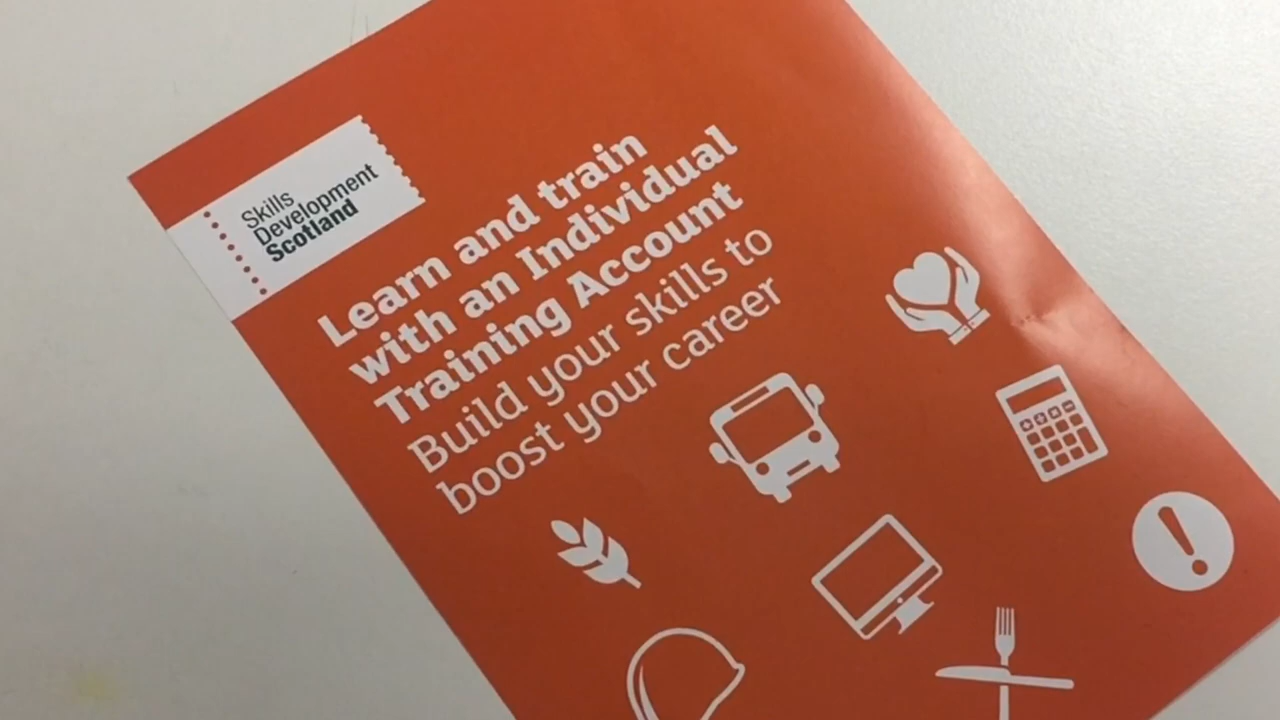 Skills
Development
Scotland
Learn and train
with an Individual
Training Account
Build your skills to
boost your career